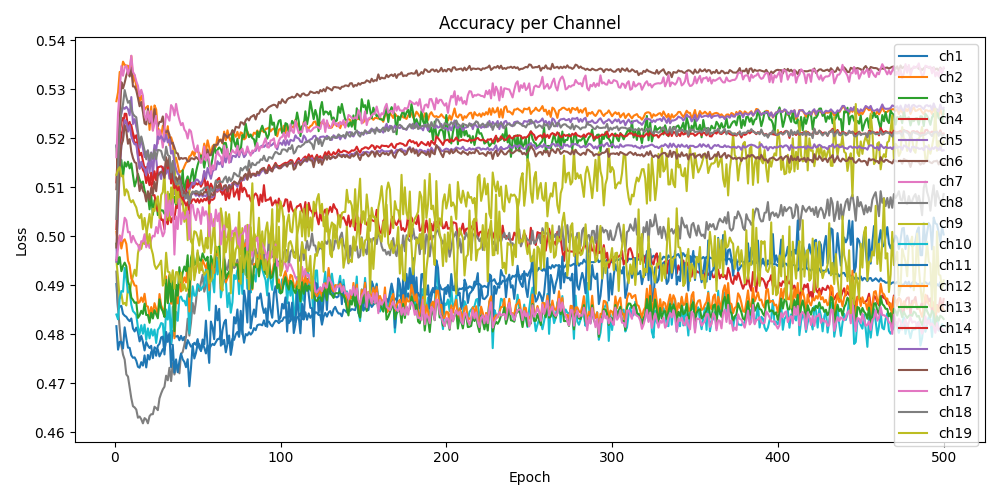 Accuracy per Channel
Loss
0.54
0.53
0.52
0.51
0.50
0.49
0.48
0.47
0.46
0
100
200
300
400
500
Epoch
ch1
ch2
ch3
ch4
ch5
ch6
ch7
ch8
ch9
ch10
ch11
ch12
ch13
ch14
ch15
ch16
ch17
ch18
ch19